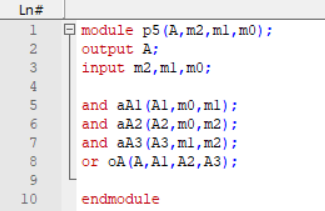 Ln#
1 module p5(A,m2,m1,m0);
2 output A;
3 input m2,m1,m0;
4
5 and aA1(A1,m0,m1);
6 and aA2(A2,m0,m2);
7 and aA3(A3,m1,m2);
8 or oA(A,A1,A2,A3);
9
10 endmodule